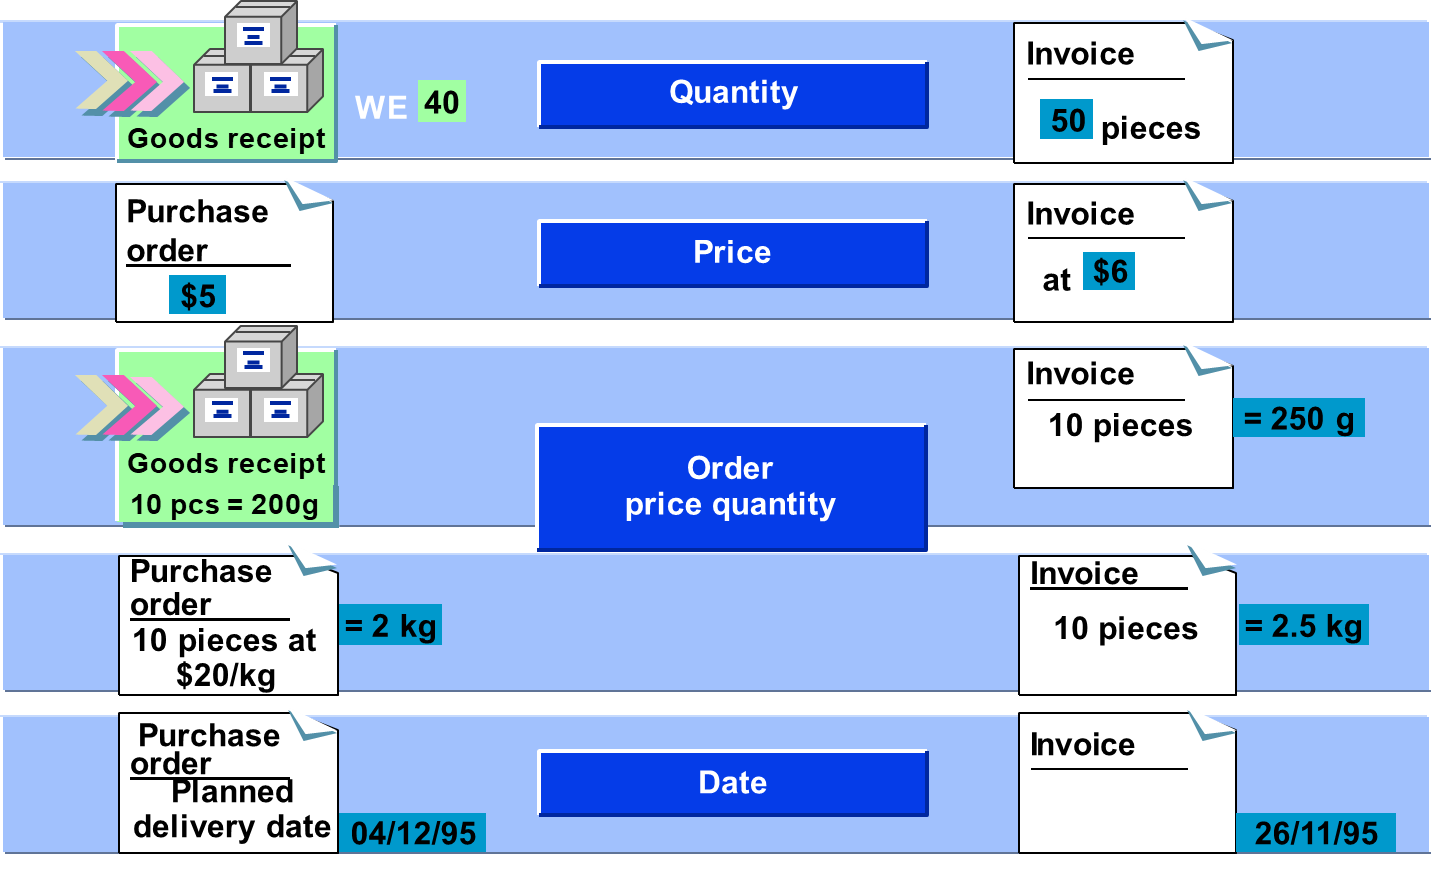 Goods receipt
WE 40
Quantity
Invoice
50 pieces
Purchase
order
$5
Price
Invoice
at $6
Goods receipt
10 pcs = 200g
Order
price quantity
Invoice
10 pieces
= 250 g
Purchase
order
10 pieces at
$20/kg
= 2 kg
Invoice
10 pieces
= 2.5 kg
Purchase
order
Planned
delivery date
04/12/95
Date
Invoice
26/11/95